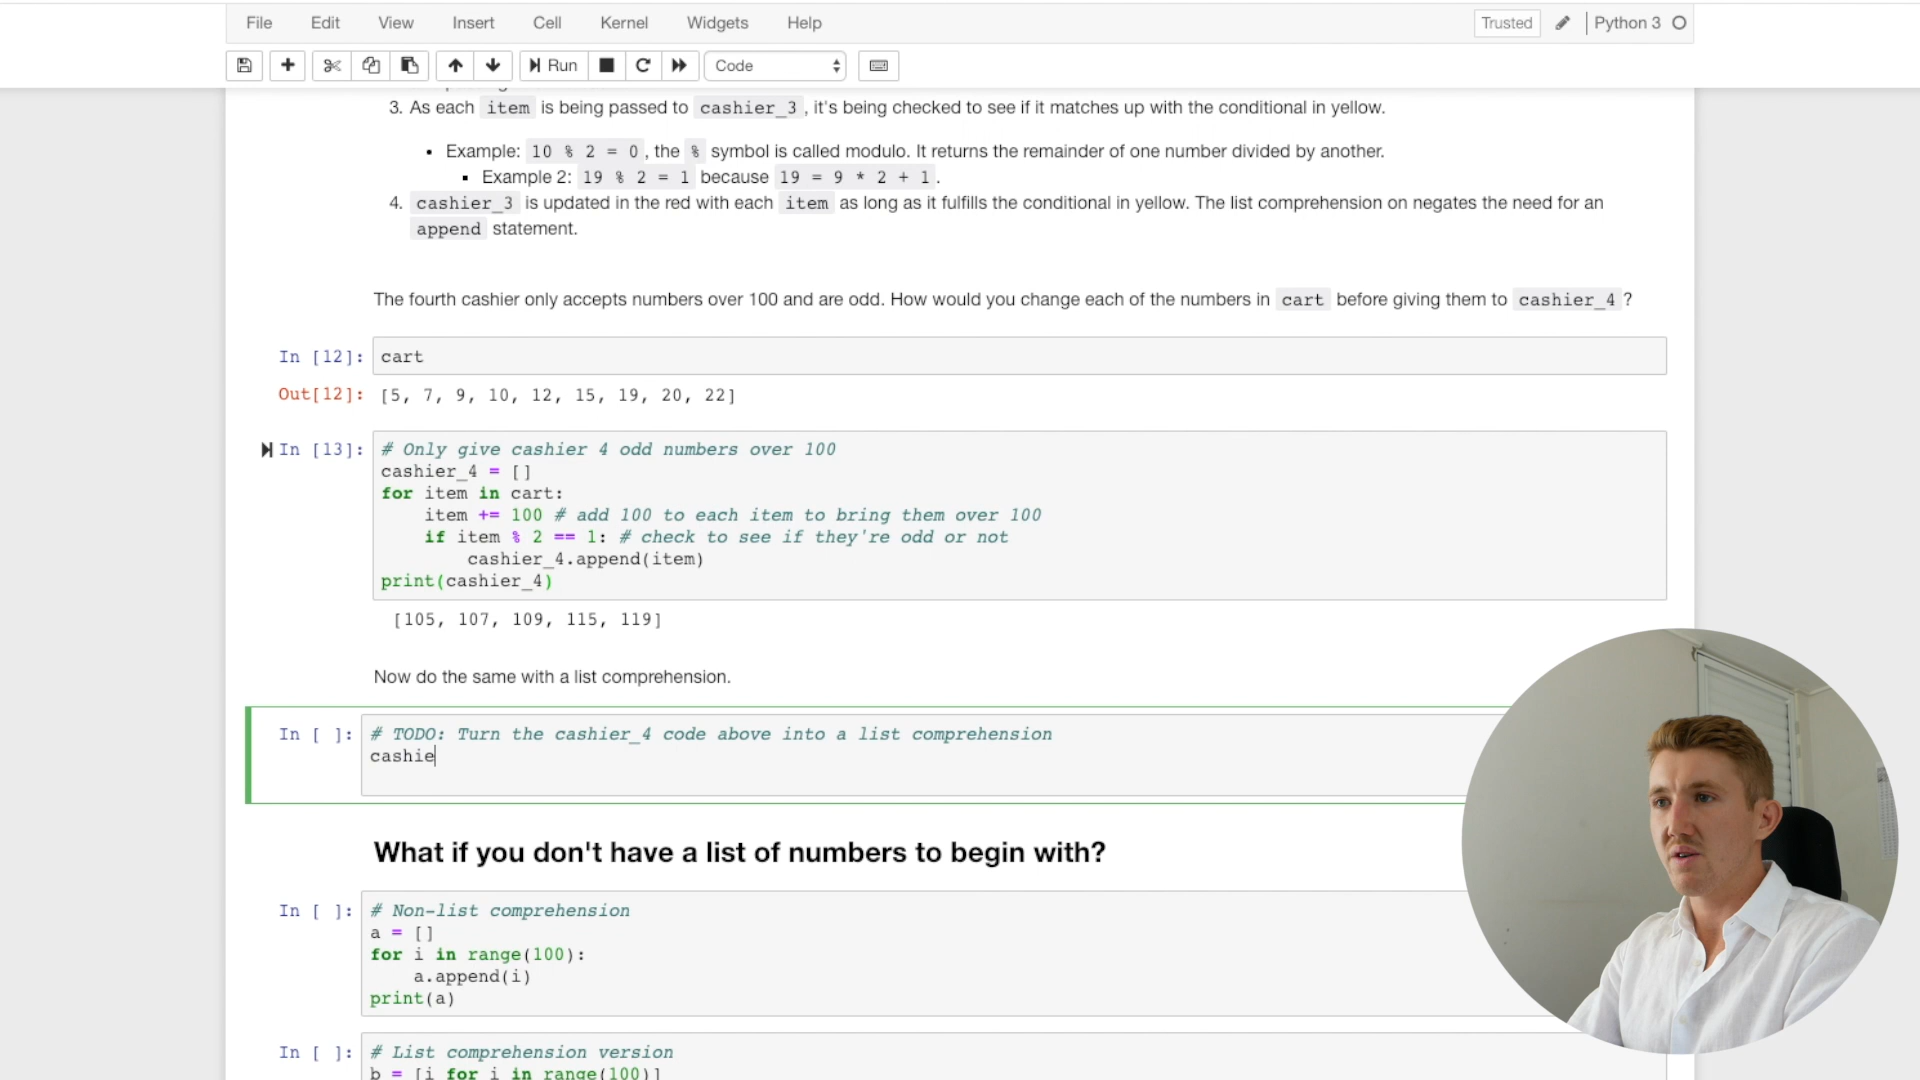 File Edit View Insert Cell Kernel Widgets Help Trusted Python 3
Run Code
3. As each item is being passed to cashier_3, it's being checked to see if it matches up with the conditional in yellow.
• Example: 10 % 2 = 0, the % symbol is called modulo. It returns the remainder of one number divided by another.
▪ Example 2: 19 % 2 = 1 because 19 = 9 * 2 + 1.
4. cashier_3 is updated in the red with each item as long as it fulfills the conditional in yellow. The list comprehension on negates the need for an
append statement.
The fourth cashier only accepts numbers over 100 and are odd. How would you change each of the numbers in cart before giving them to cashier_4?
In [12]: cart
Out[12]: [5, 7, 9, 10, 12, 15, 19, 20, 22]
In [13]: # Only give cashier 4 odd numbers over 100
cashier_4 = []
for item in cart:
    item += 100 # add 100 to each item to bring them over 100
    if item % 2 == 1: # check to see if they're odd or not
        cashier_4.append(item)
print(cashier_4)
[105, 107, 109, 115, 119]
Now do the same with a list comprehension.
In [ ]: # TODO: Turn the cashier_4 code above into a list comprehension
cashie
What if you don't have a list of numbers to begin with?
In [ ]: # Non-list comprehension
a = []
for i in range(100):
    a.append(i)
print(a)
In [ ]: # List comprehension version
b = [i for i in range(100)]